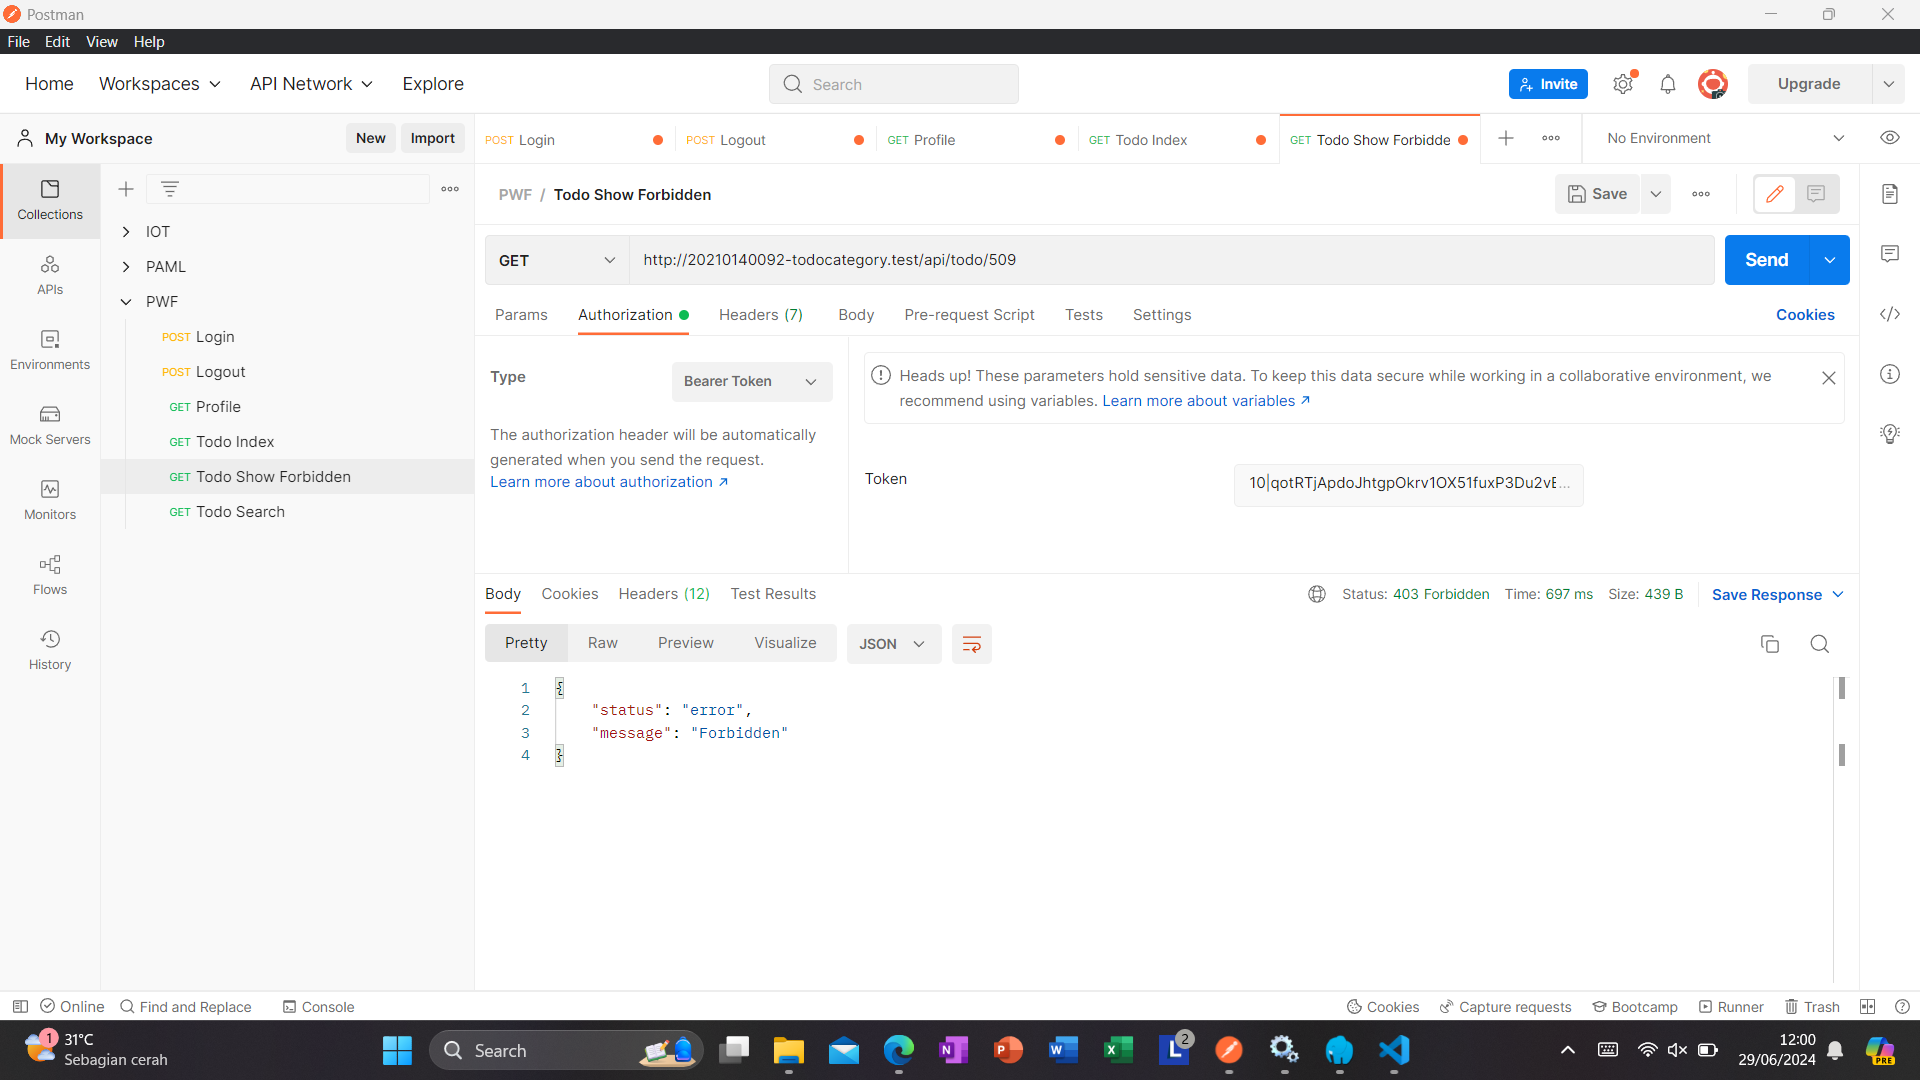 Postman
File Edit View Help
Home Workspaces API Network Explore
Search
Invite
Upgrade
My Workspace
New Import
POST Login
POST Logout
GET Profile
GET Todo Index
GET Todo Show Forbidde
No Environment
Collections
APIs
Environments
Mock Servers
Monitors
Flows
History
IOT
PAML
PWF
POST Login
POST Logout
GET Profile
GET Todo Index
GET Todo Show Forbidden
GET Todo Search
PWF / Todo Show Forbidden
Save
GET http://20210140092-todocategory.test/api/todo/509
Send
Params Authorization Headers (7) Body Pre-request Script Tests Settings
Cookies
Type
Bearer Token
The authorization header will be automatically
generated when you send the request.
Learn more about authorization ↗
Heads up! These parameters hold sensitive data. To keep this data secure while working in a collaborative environment, we
recommend using variables. Learn more about variables ↗
Token
10|qotRTjApdoJhtgpOkrv1OX51fuxP3Du2vE...
Body Cookies Headers (12) Test Results
Status: 403 Forbidden Time: 697 ms Size: 439 B
Save Response
Pretty Raw Preview Visualize
JSON
1 {
2 "status": "error",
3 "message": "Forbidden"
4 }
Online Find and Replace Console
Cookies Capture requests Bootcamp Runner Trash
1
31°C
Sebagian cerah
Search
2
12:00
29/06/2024
PRE